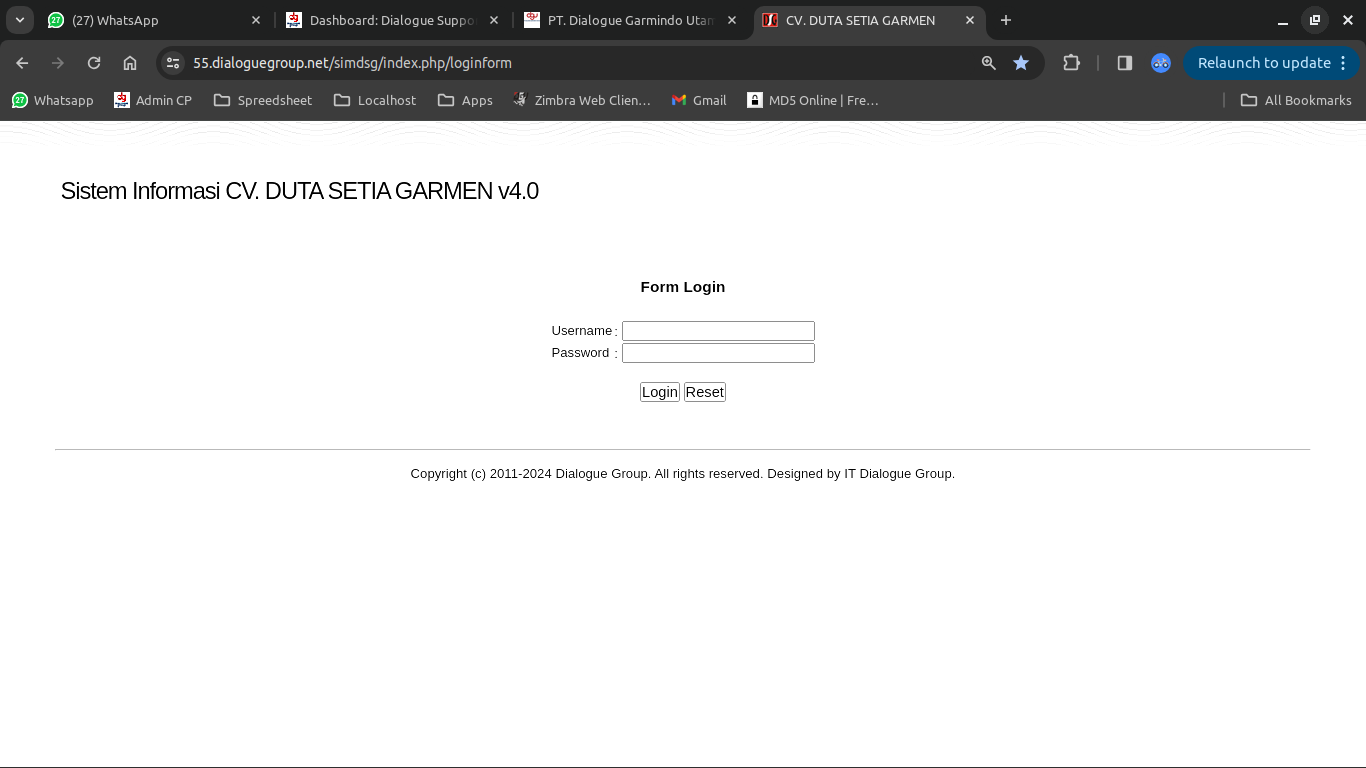 27 (27) WhatsApp
Dashboard: Dialogue Suppo
PT. Dialogue Garmindo Utam
DSG CV. DUTA SETIA GARMEN
55.dialoguegroup.net/simdsg/index.php/loginform
Relaunch to update
27 Whatsapp
Admin CP
Spreedsheet
Localhost
Apps
Zimbra Web Clien…
Gmail
MD5 Online | Fre…
All Bookmarks
Sistem Informasi CV. DUTA SETIA GARMEN v4.0
Form Login
Username :
Password :
Login Reset
Copyright (c) 2011-2024 Dialogue Group. All rights reserved. Designed by IT Dialogue Group.